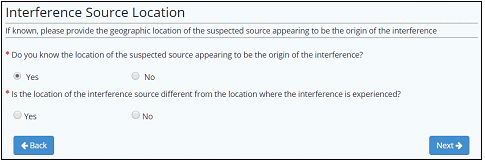 Interference Source Location
If known, please provide the geographic location of the suspected source appearing to be the origin of the interference
* Do you know the location of the suspected source appearing to be the origin of the interference?
Yes No
* Is the location of the interference source different from the location where the interference is experienced?
Yes No
Back Next